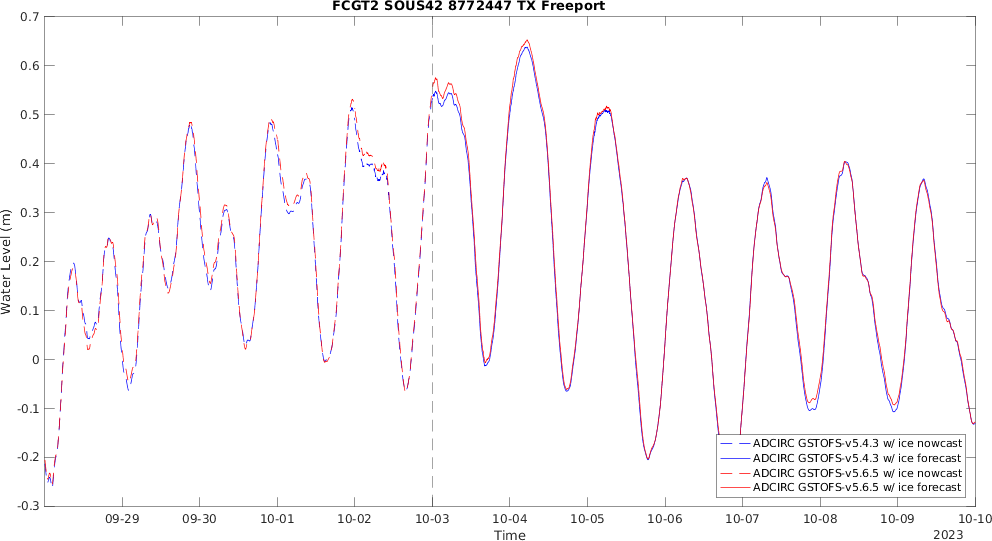 FCGT2 SOUS42 8772447 TX Freeport
0.7
0.6
0.5
0.4
0.3
0.2
0.1
0
-0.1
-0.2
-0.3
Water Level (m)
ADCIRC GSTOFS-v5.4.3 w/ ice nowcast
ADCIRC GSTOFS-v5.4.3 w/ ice forecast
ADCIRC GSTOFS-v5.6.5 w/ ice nowcast
ADCIRC GSTOFS-v5.6.5 w/ ice forecast
09-29 09-30 10-01 10-02 10-03 10-04 10-05 10-06 10-07 10-08 10-09 10-10
Time
2023